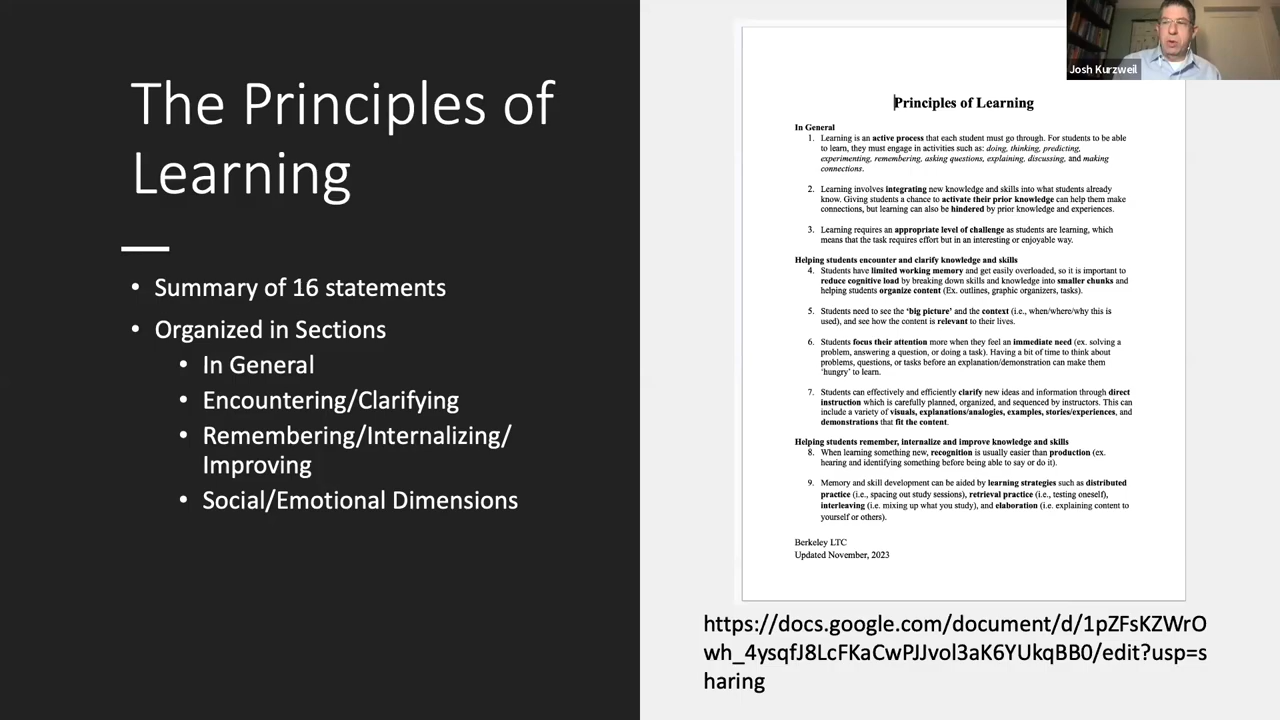 The Principles of
Learning
• Summary of 16 statements
• Organized in Sections
• In General
• Encountering/Clarifying
• Remembering/Internalizing/
Improving
• Social/Emotional Dimensions
Principles of Learning
In General
1. Learning is an active process that each student must go through. For students to be able
to learn, they must engage in activities such as: doing, thinking, predicting,
experimenting, remembering, asking questions, explaining, discussing, and making
connections.
2. Learning involves integrating new knowledge and skills into what students already
know. Giving students a chance to activate their prior knowledge can help them make
connections, but learning can also be hindered by prior knowledge and experiences.
3. Learning requires an appropriate level of challenge as students are learning, which
means that the task requires effort but in an interesting or enjoyable way.
Helping students encounter and clarify knowledge and skills
4. Students have limited working memory and get easily overloaded, so it is important to
reduce cognitive load by breaking down skills and knowledge into smaller chunks and
helping students organize content (Ex. outlines, graphic organizers, tasks).
5. Students need to see the ‘big picture’ and the context (i.e., when/where/why this is
used), and see how the content is relevant to their lives.
6. Students focus their attention more when they feel an immediate need (ex. solving a
problem, answering a question, or doing a task). Having a bit of time to think about
problems, questions, or tasks before an explanation/demonstration can make them
‘hungry’ to learn.
7. Students can effectively and efficiently clarify new ideas and information through direct
instruction which is carefully planned, organized, and sequenced by instructors. This can
include a variety of visuals, explanations/analogies, examples, stories/experiences, and
demonstrations that fit the content.
Helping students remember, internalize and improve knowledge and skills
8. When learning something new, recognition is usually easier than production (ex.
hearing and identifying something before being able to say or do it).
9. Memory and skill development can be aided by learning strategies such as distributed
practice (i.e., spacing out study sessions), retrieval practice (i.e., testing oneself),
interleaving (i.e. mixing up what you study), and elaboration (i.e. explaining content to
yourself or others).
Berkeley LTC
Updated November, 2023
https://docs.google.com/document/d/1pZFsKZWrO
wh_4ysqfJ8LcFKaCwPJJvol3aK6YUkqBB0/edit?usp=s
haring
Josh Kurzweil